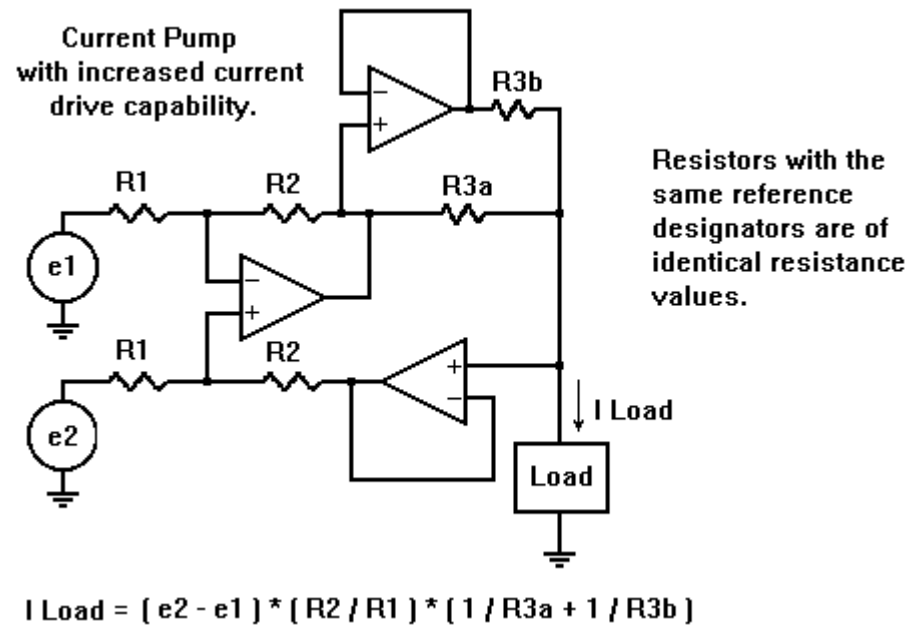 Current Pump
with increased current
drive capability.
R3b
−
+
Resistors with the
same reference
designators are of
identical resistance
values.
R1
R2
R3a
e1
−
+
R1
R2
+
−
I Load
e2
Load
I Load = ( e2 - e1 ) * ( R2 / R1 ) * ( 1 / R3a + 1 / R3b )